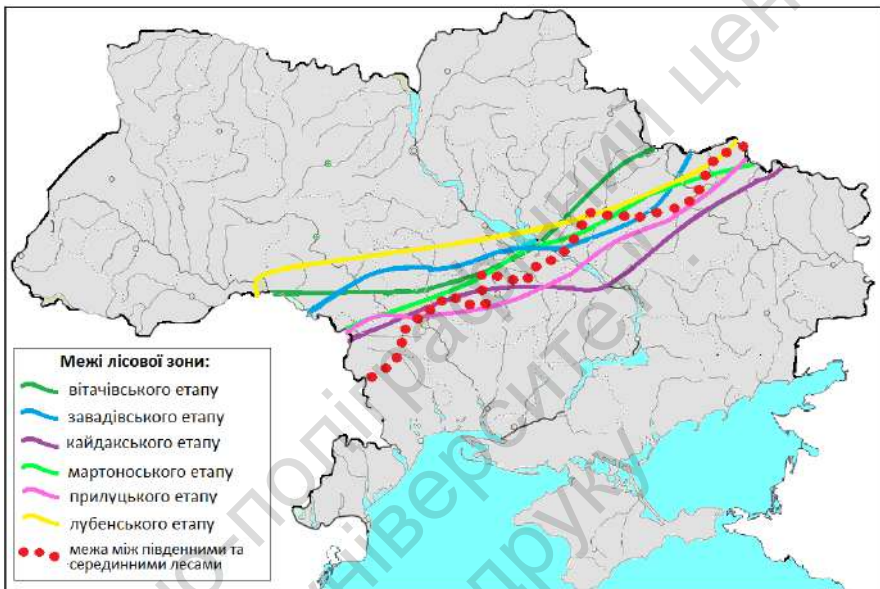 Межі лісової зони:
вітачівського етапу
завадівського етапу
кайдакського етапу
мартоноського етапу
прилуцького етапу
лубенського етапу
межа між південними та
серединними лесами